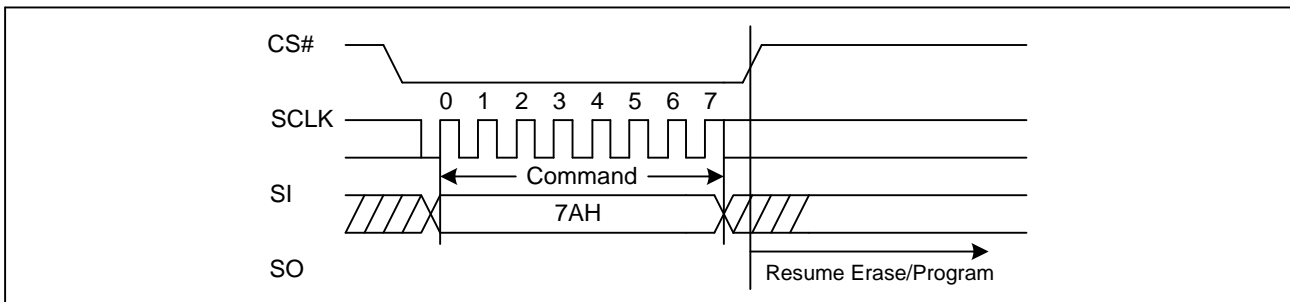 CS#
0 1 2 3 4 5 6 7
SCLK
Command
SI
7AH
SO
Resume Erase/Program